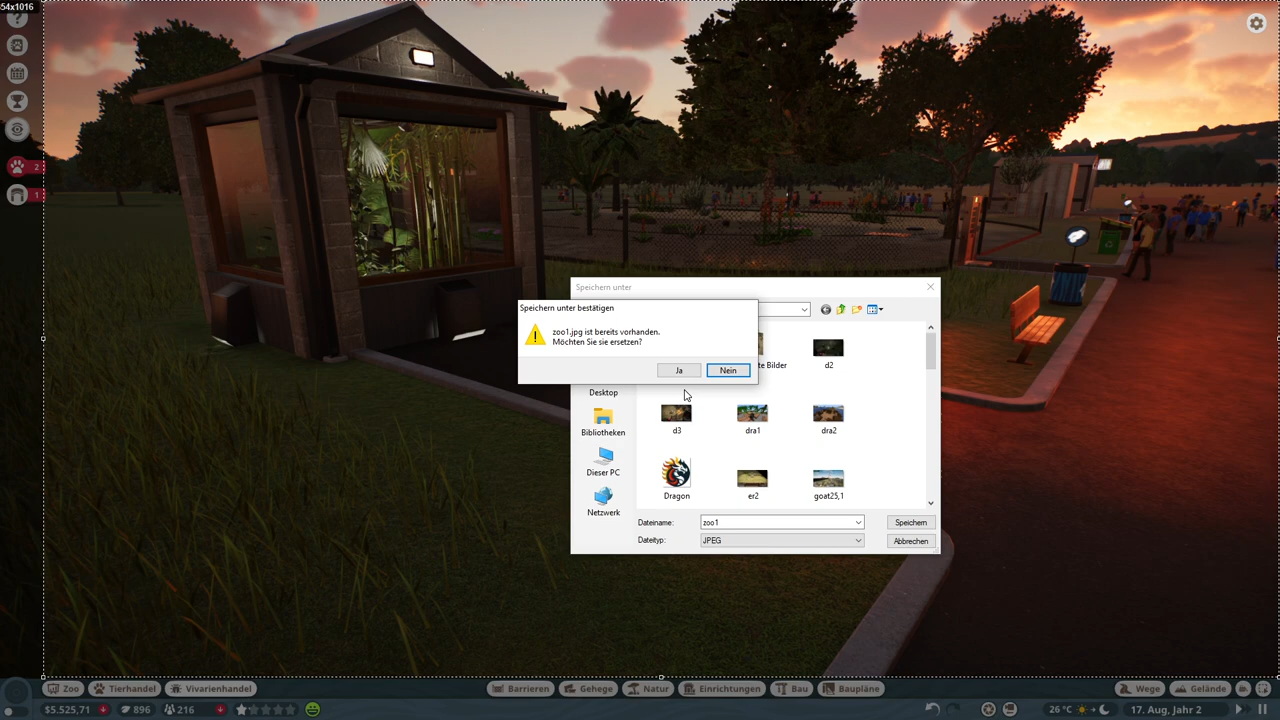 54x1016
2
1
Speichern unter
Speichern unter bestätigen
zoo1.jpg ist bereits vorhanden.
Möchten Sie sie ersetzen?
Ja
Nein
te Bilder
d2
Desktop
Bibliotheken
Dieser PC
Netzwerk
d3
dra1
dra2
Dragon
er2
goat25,1
Dateiname:
zoo1
Speichern
Dateityp:
JPEG
Abbrechen
Zoo
Tierhandel
Vivarienhandel
Barrieren
Gehege
Natur
Einrichtungen
Bau
Baupläne
Wege
Gelände
$5.525,71
896
216
26 °C
17. Aug, Jahr 2